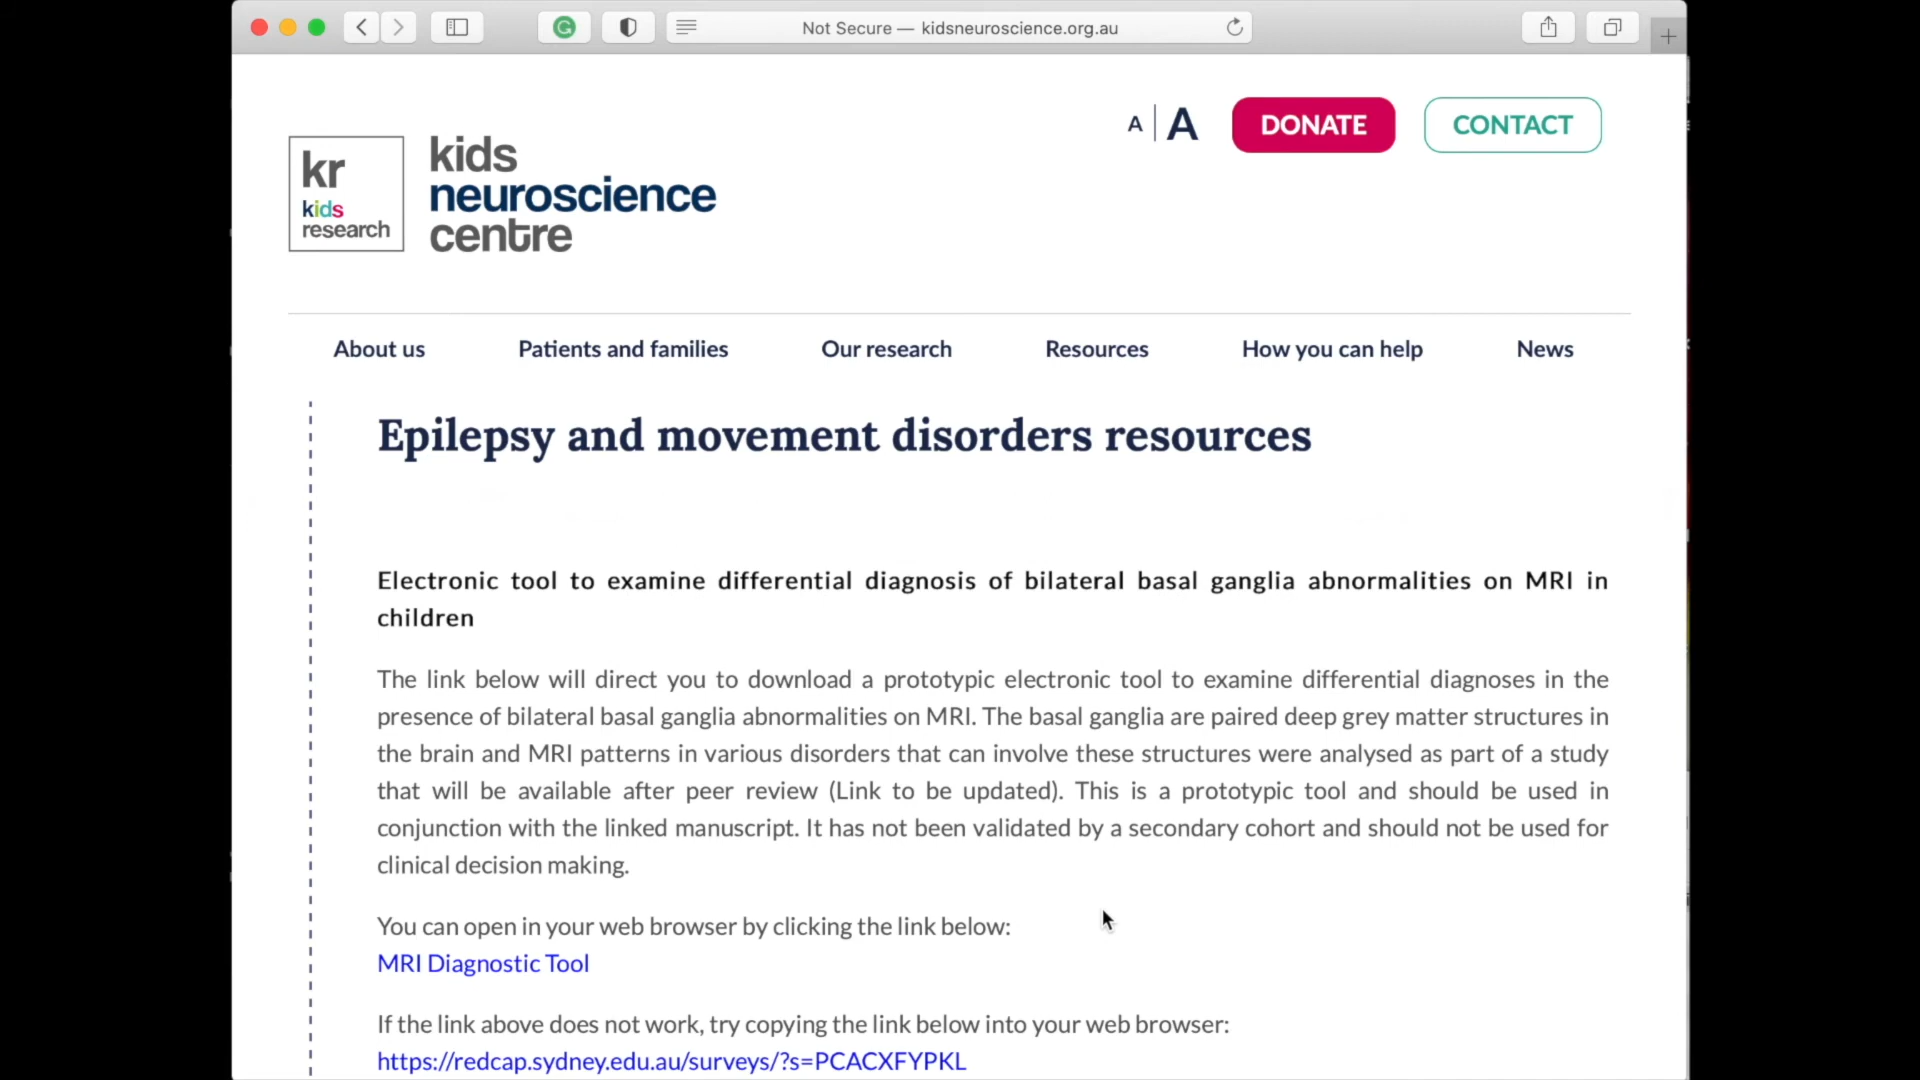 Not Secure — kidsneuroscience.org.au
A A DONATE CONTACT
kr
kids
research
kids
neuroscience
centre
About us Patients and families Our research Resources How you can help News
Epilepsy and movement disorders resources
Electronic tool to examine differential diagnosis of bilateral basal ganglia abnormalities on MRI in
children
The link below will direct you to download a prototypic electronic tool to examine differential diagnoses in the
presence of bilateral basal ganglia abnormalities on MRI. The basal ganglia are paired deep grey matter structures in
the brain and MRI patterns in various disorders that can involve these structures were analysed as part of a study
that will be available after peer review (Link to be updated). This is a prototypic tool and should be used in
conjunction with the linked manuscript. It has not been validated by a secondary cohort and should not be used for
clinical decision making.
You can open in your web browser by clicking the link below:
MRI Diagnostic Tool
If the link above does not work, try copying the link below into your web browser:
https://redcap.sydney.edu.au/surveys/?s=PCACXFYPKL